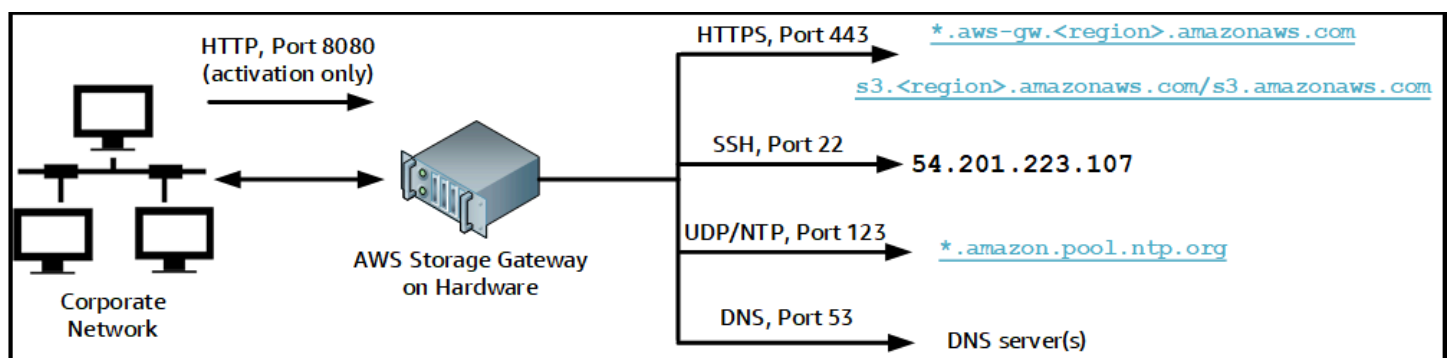 HTTP, Port 8080
(activation only)
Corporate
Network
AWS Storage Gateway
on Hardware
HTTPS, Port 443
*.aws-gw.<region>.amazonaws.com
s3.<region>.amazonaws.com/s3.amazonaws.com
SSH, Port 22
54.201.223.107
UDP/NTP, Port 123
*.amazon.pool.ntp.org
DNS, Port 53
DNS server(s)